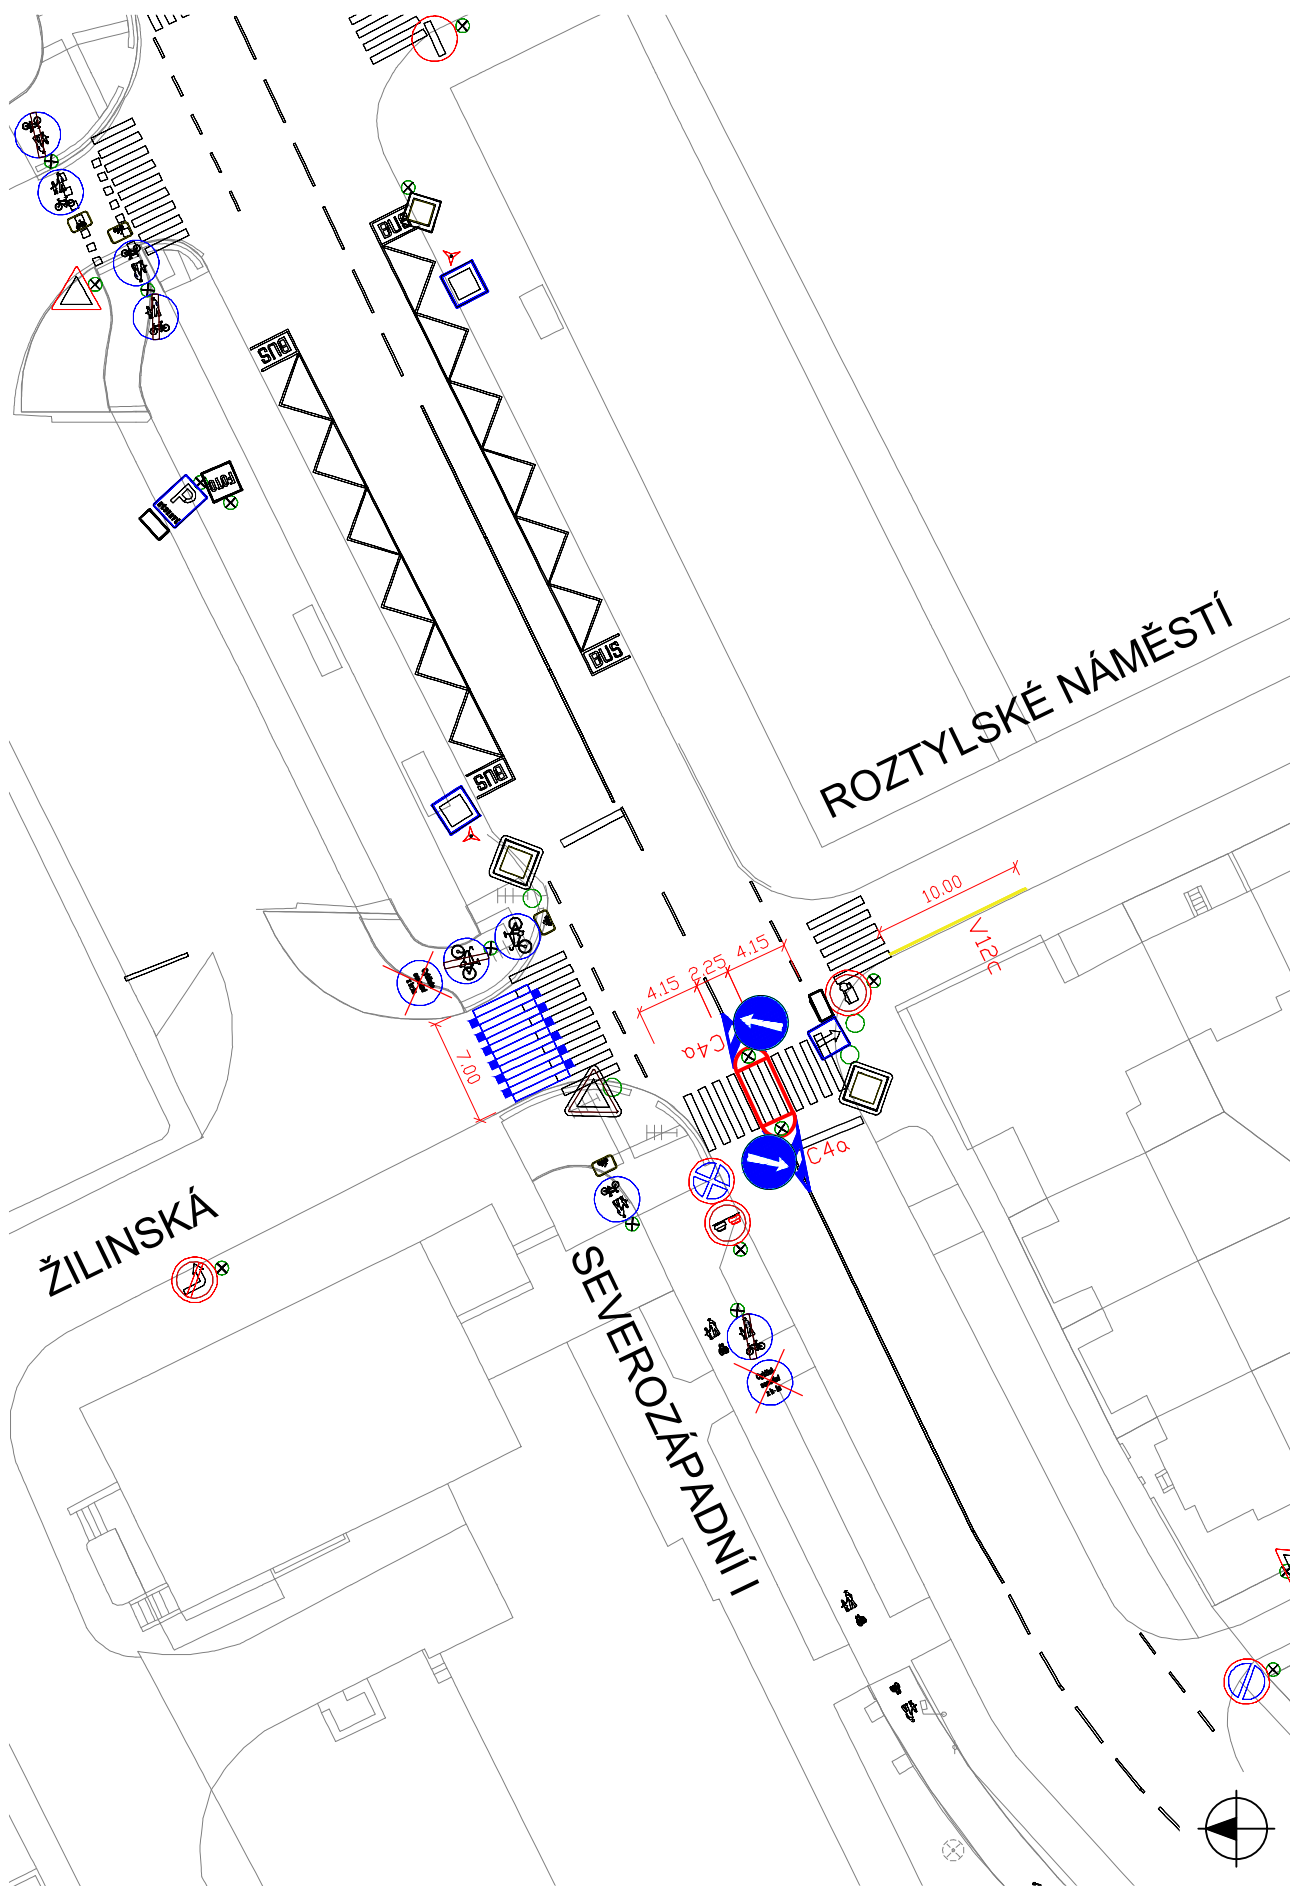 BUS
BUS
FOTO
P
BUS
ROZTYLSKÉ NÁMĚSTÍ
BUS
10.00
V12c
4.15
2.25
4.15
C4a
7.00
C4a
ŽILINSKÁ
SEVEROZÁPADNÍ I